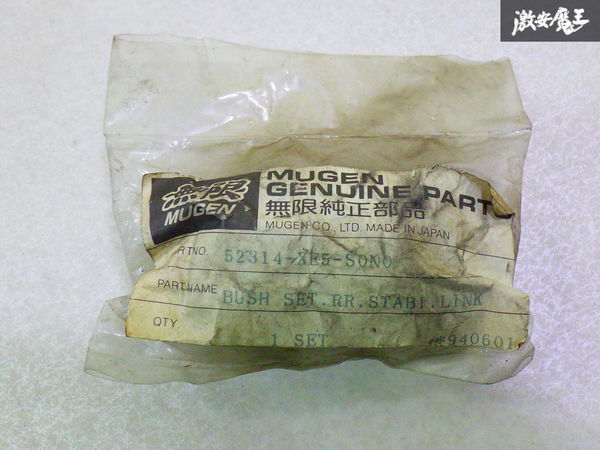 激安魔王
無限
MUGEN
MUGEN
GENUINE PARTS
無限純正部品
MUGEN CO., LTD. MADE IN JAPAN
RT NO. 52314-XE5-S0N0
PART NAME BUSH SET.RR.STABI.LINK
QTY. 1 SET *940601